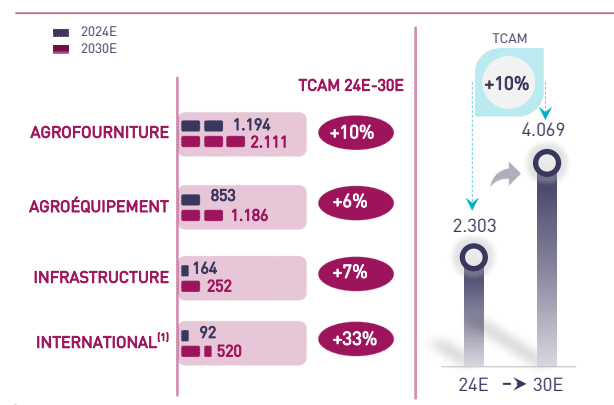 2024E
2030E
TCAM 24E-30E
AGROFOURNITURE
1.194
2.111
+10%
AGROÉQUIPEMENT
853
1.186
+6%
INFRASTRUCTURE
164
252
+7%
INTERNATIONAL(1)
92
520
+33%
TCAM
+10%
4.069
2.303
24E
30E